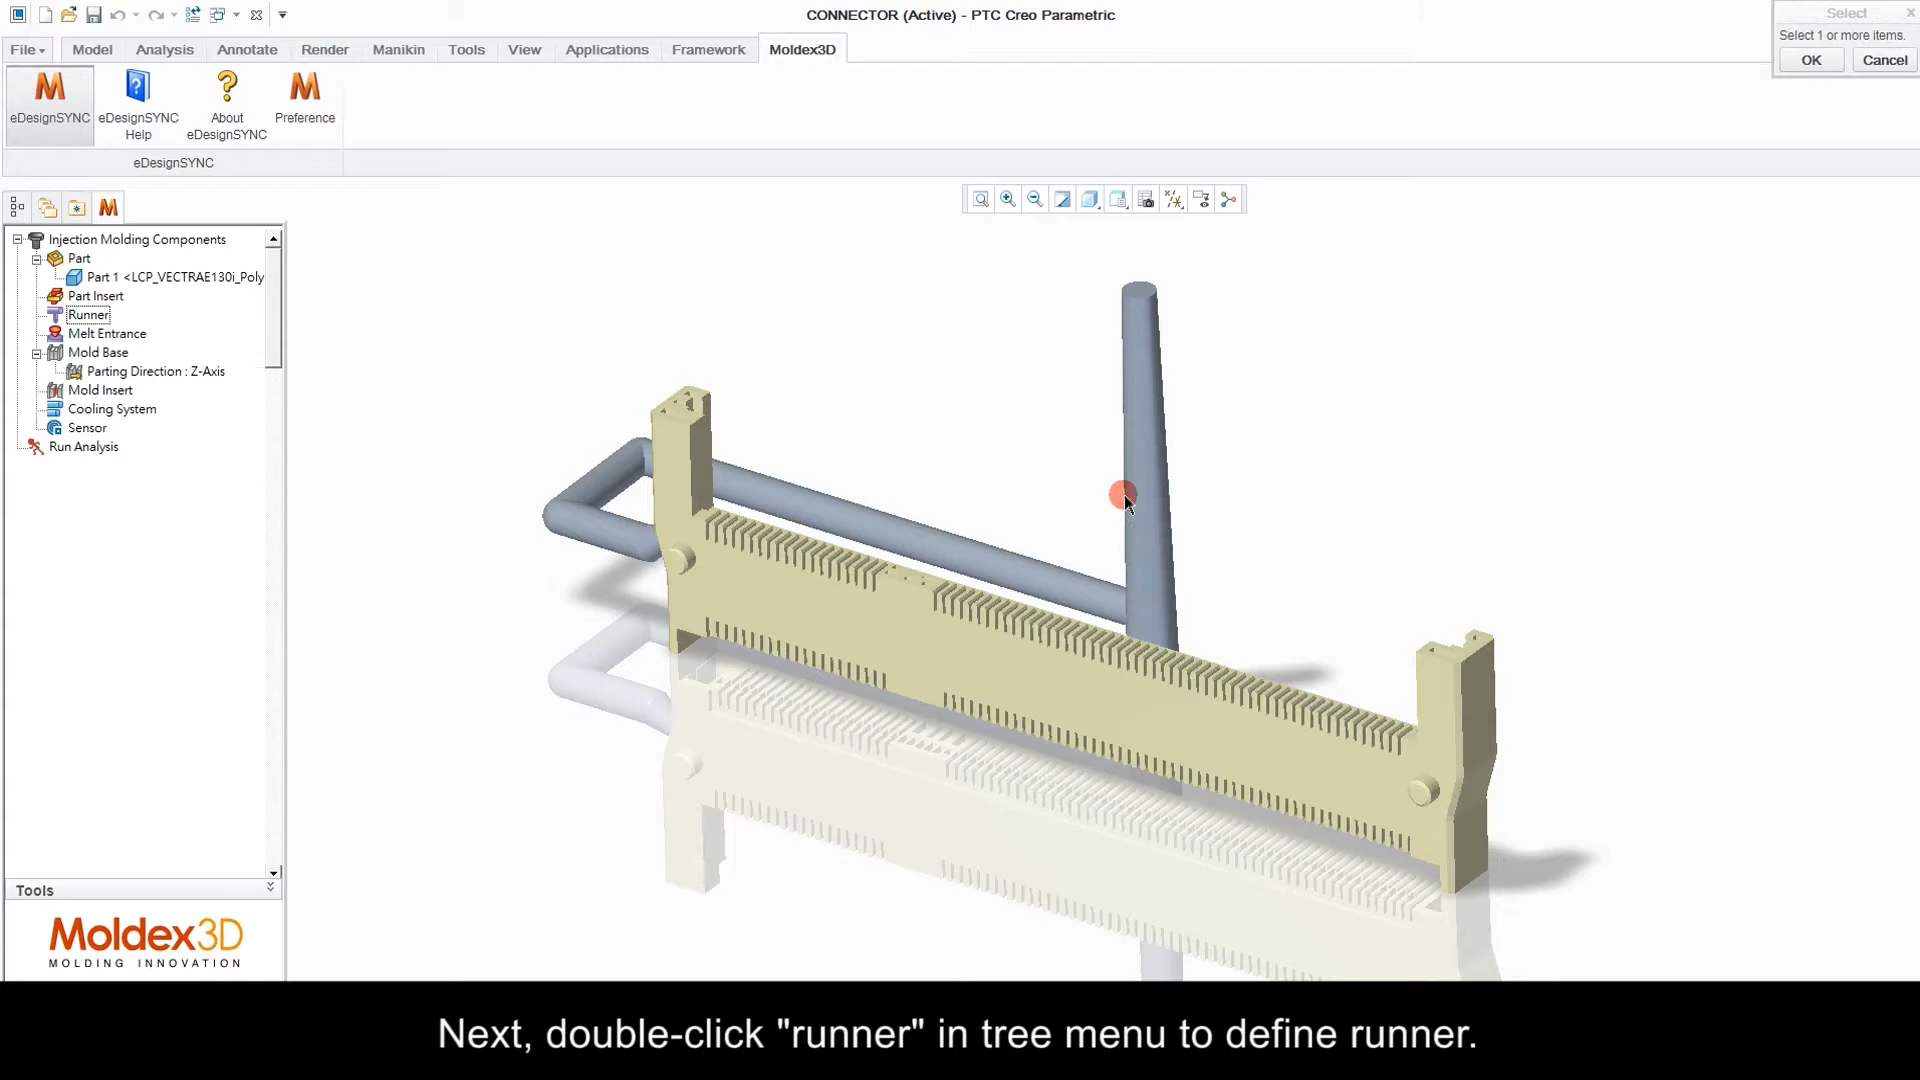 CONNECTOR (Active) - PTC Creo Parametric
Select
Select 1 or more items.
OK Cancel
File Model Analysis Annotate Render Manikin Tools View Applications Framework Moldex3D
eDesignSYNC
eDesignSYNC Help
About eDesignSYNC
Preference
eDesignSYNC
Injection Molding Components
Part
Part 1 <LCP_VECTRAE130i_Poly
Part Insert
Runner
Melt Entrance
Mold Base
Parting Direction : Z-Axis
Mold Insert
Cooling System
Sensor
Run Analysis
Tools
Moldex3D
MOLDING INNOVATION
Next, double-click "runner" in tree menu to define runner.